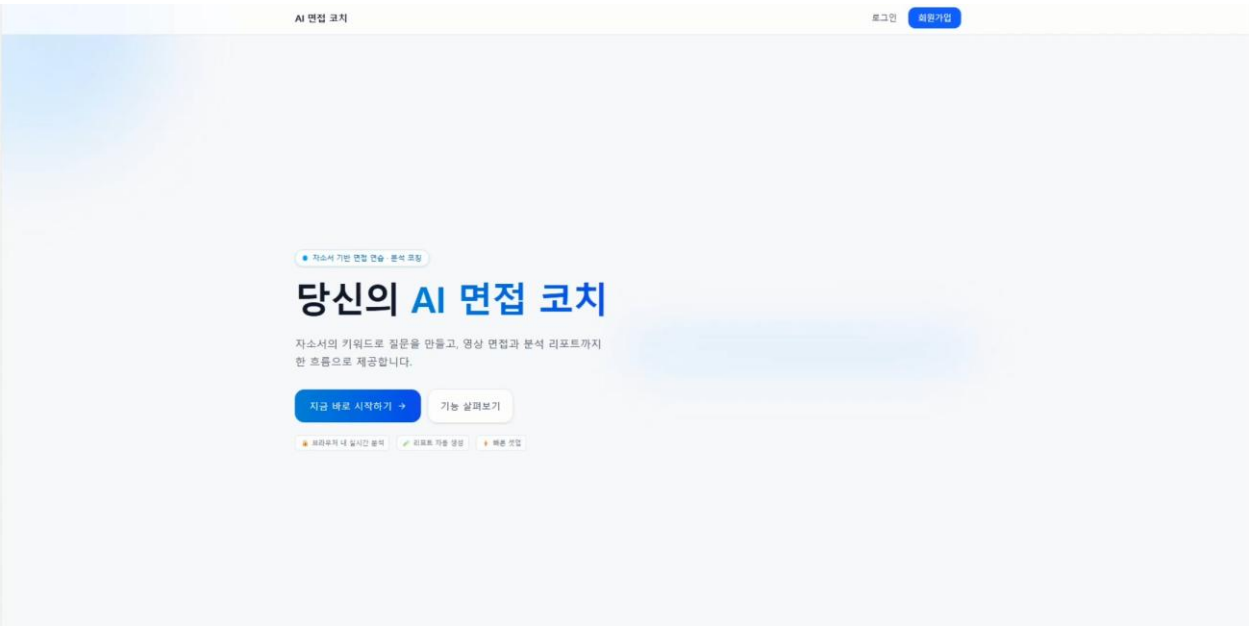 AI 면접 코치
로그인
회원가입
자소서 기반 면접 연습 · 분석 코칭
당신의 AI 면접 코치
자소서의 키워드로 질문을 만들고, 영상 면접과 분석 리포트까지
한 흐름으로 제공합니다.
지금 바로 시작하기 →
기능 살펴보기
브라우저 내 실시간 분석
리포트 자동 생성
빠른 셋업